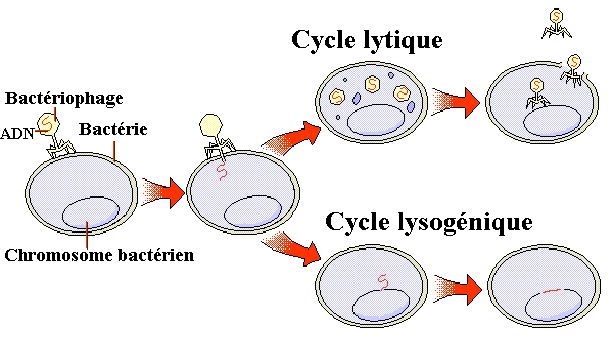 Cycle lytique
Bactériophage
ADN
Bactérie
Cycle lysogénique
Chromosome bactérien